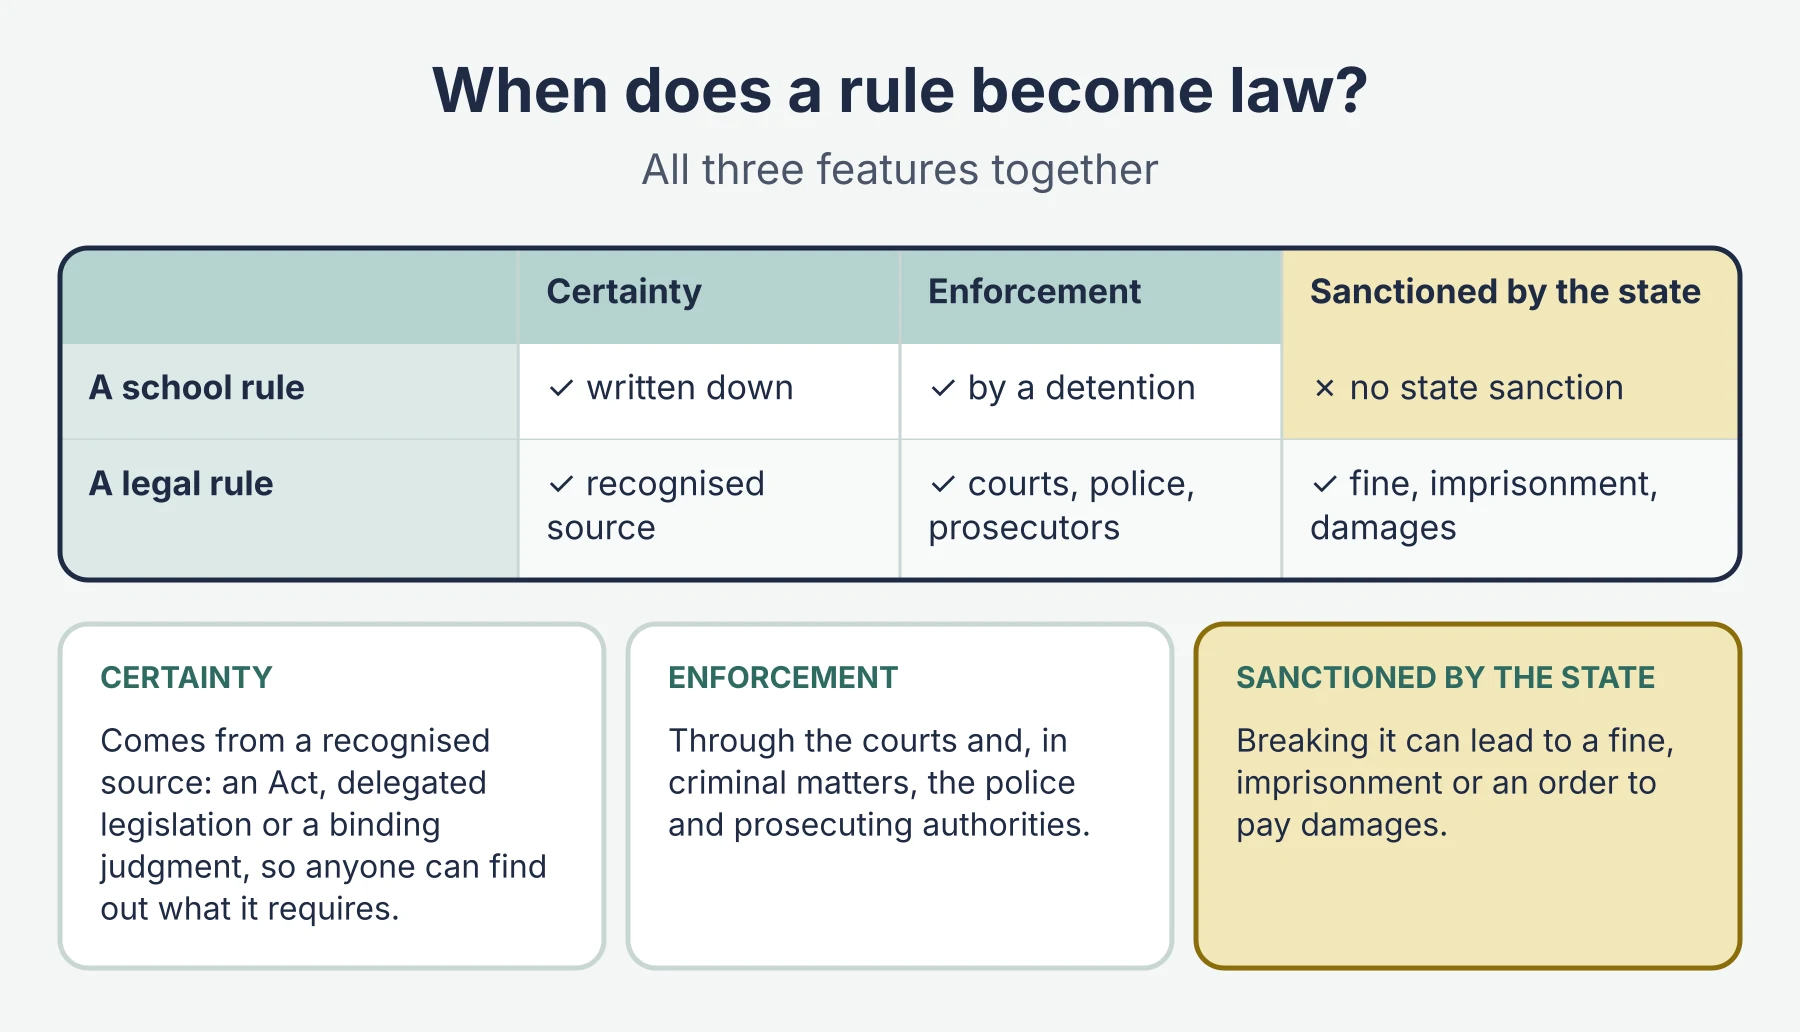 When does a rule become law?
All three features together
Certainty
Enforcement
Sanctioned by the state
A school rule
✓ written down
✓ by a detention
✕ no state sanction
A legal rule
✓ recognised
source
✓ courts, police,
prosecutors
✓ fine, imprisonment,
damages
CERTAINTY
Comes from a recognised
source: an Act, delegated
legislation or a binding
judgment, so anyone can find
out what it requires.
ENFORCEMENT
Through the courts and, in
criminal matters, the police
and prosecuting authorities.
SANCTIONED BY THE STATE
Breaking it can lead to a fine,
imprisonment or an order to
pay damages.